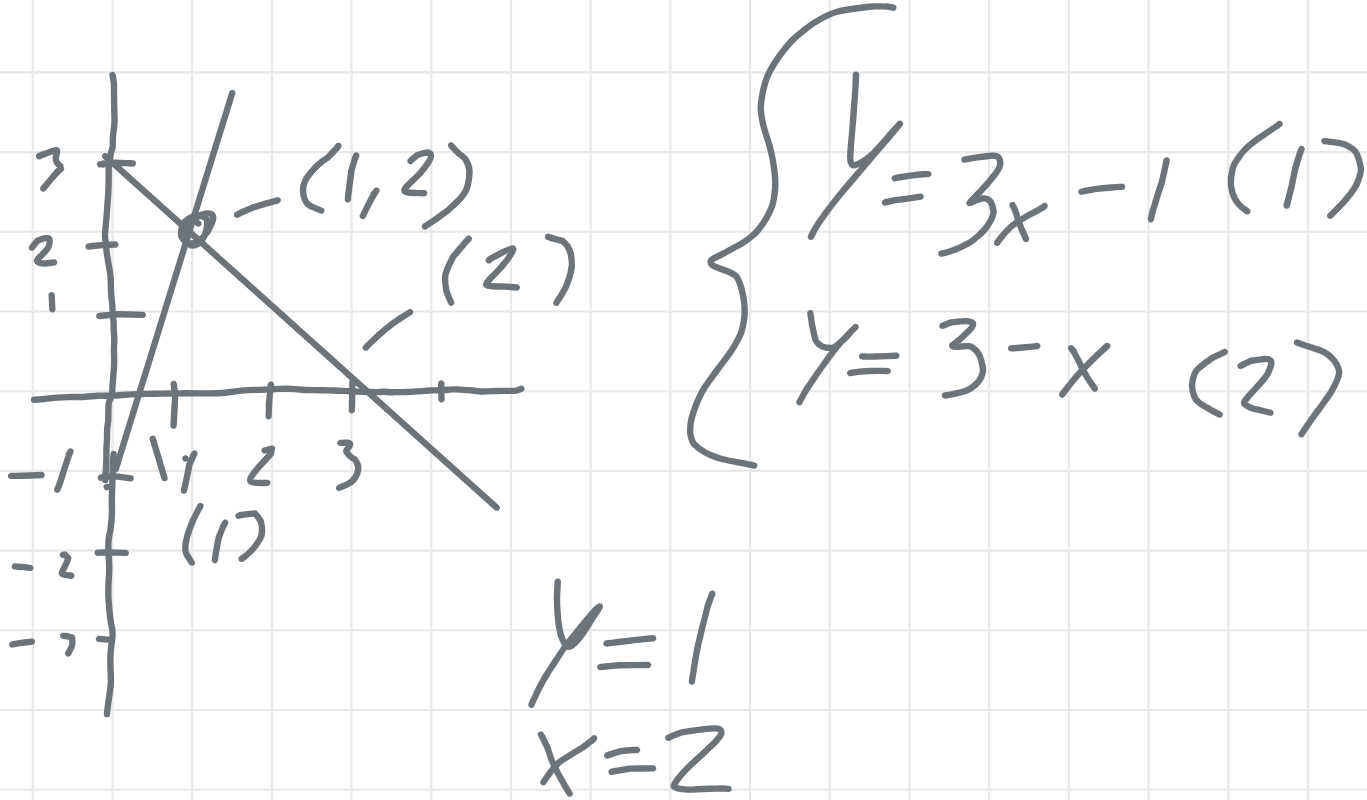 3
(1,2)
2
(2)
1
-1
1 2 3
(1)
-2
-3
y = 3x - 1 (1)
y = 3 - x (2)
y = 1
x = 2